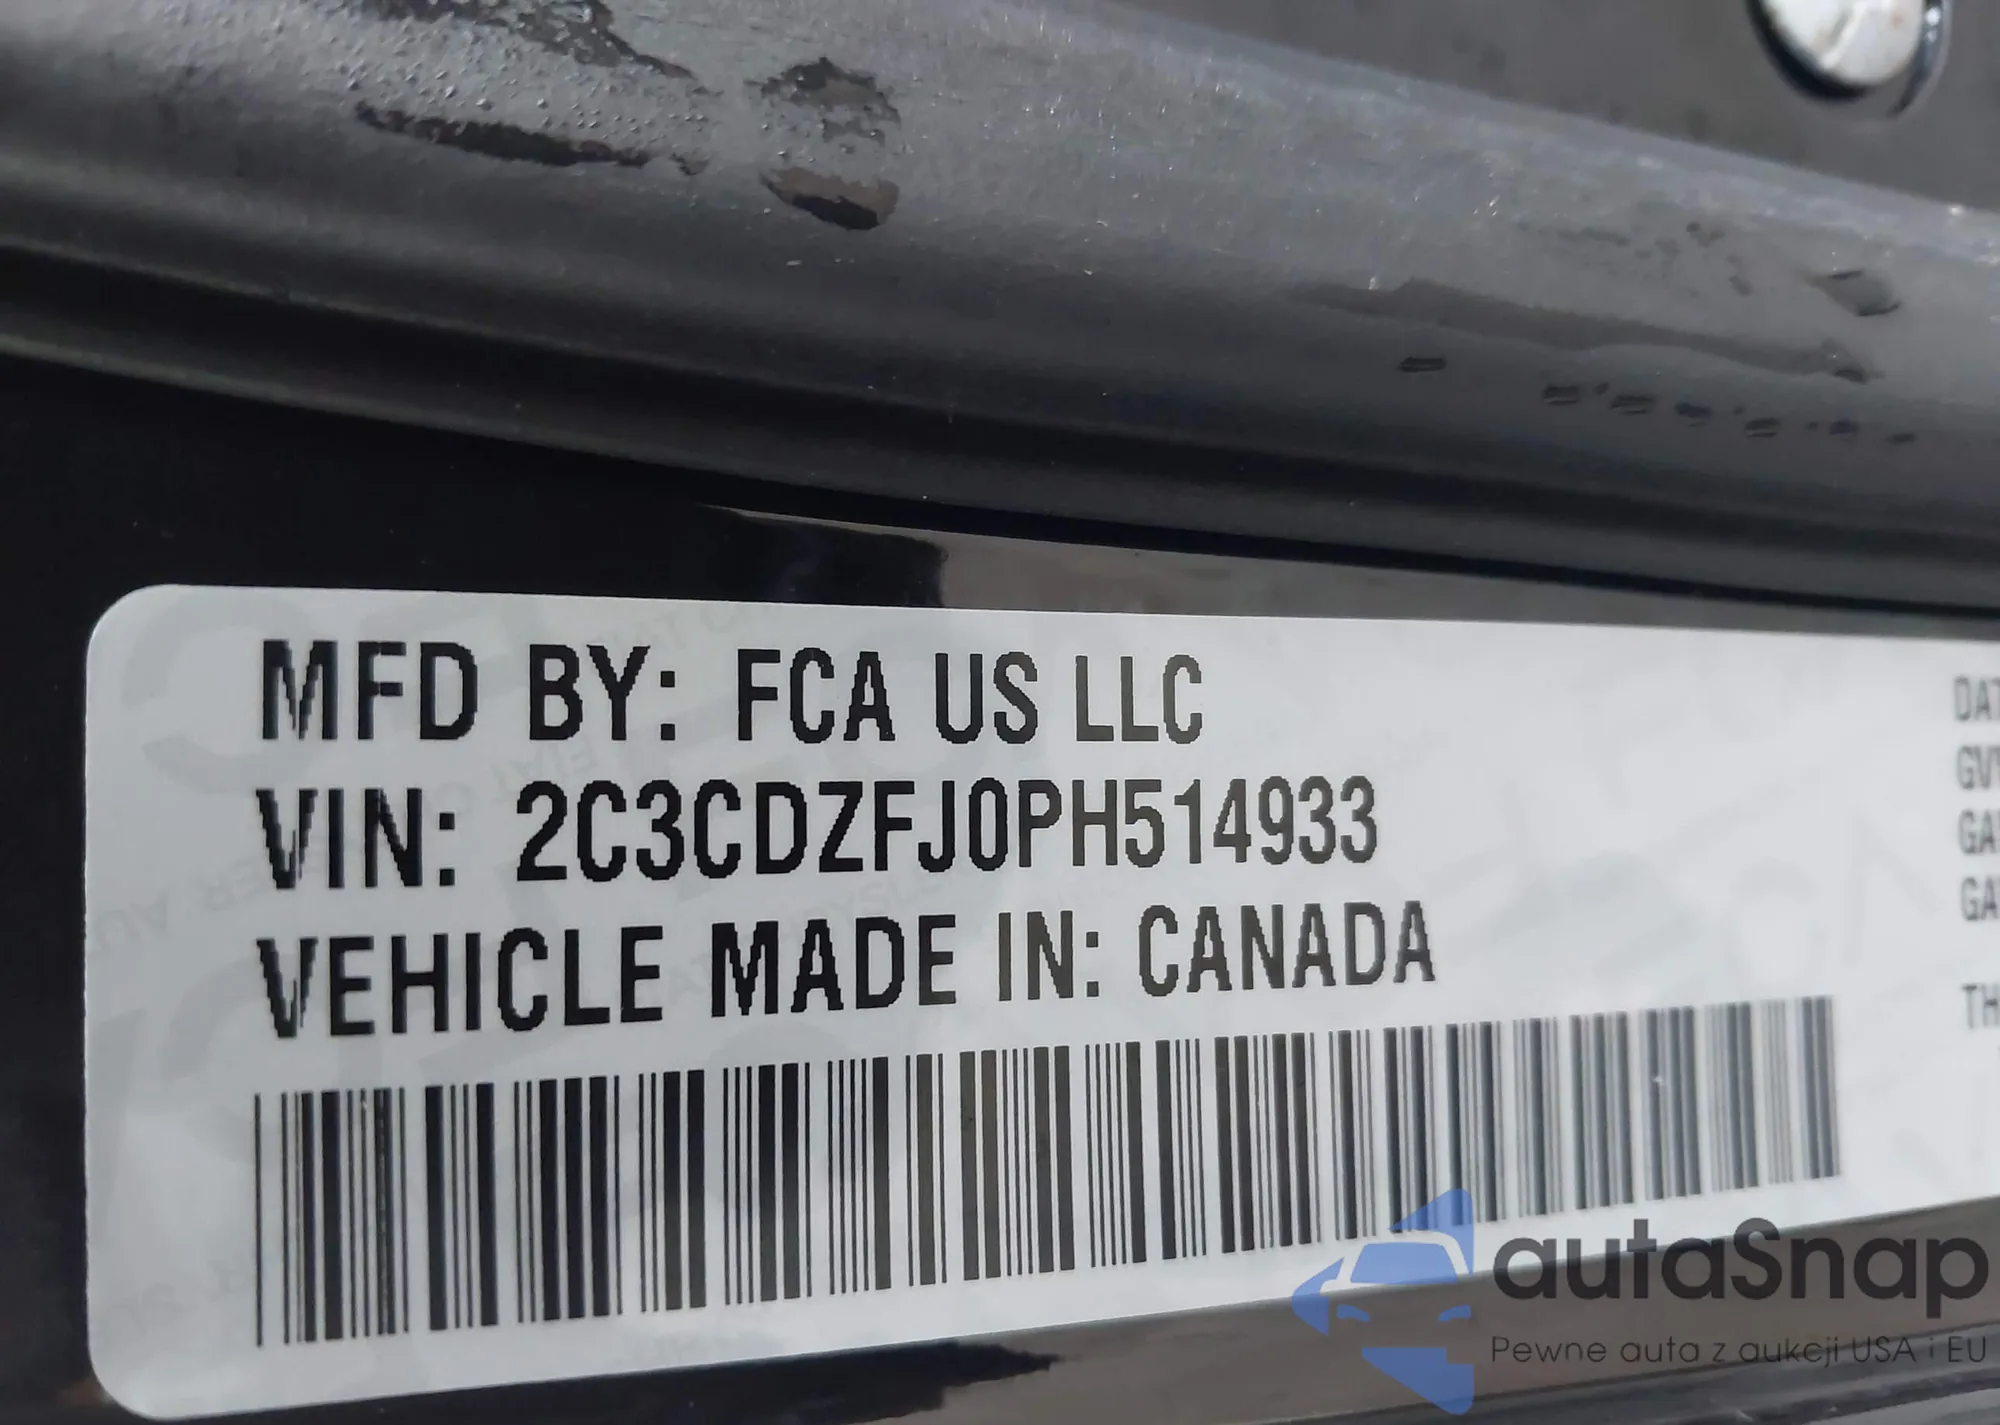 MFD BY: FCA US LLC
VIN: 2C3CDZFJ0PH514933
VEHICLE MADE IN: CANADA
autaSnap
Pewne auta z aukcji USA i EU